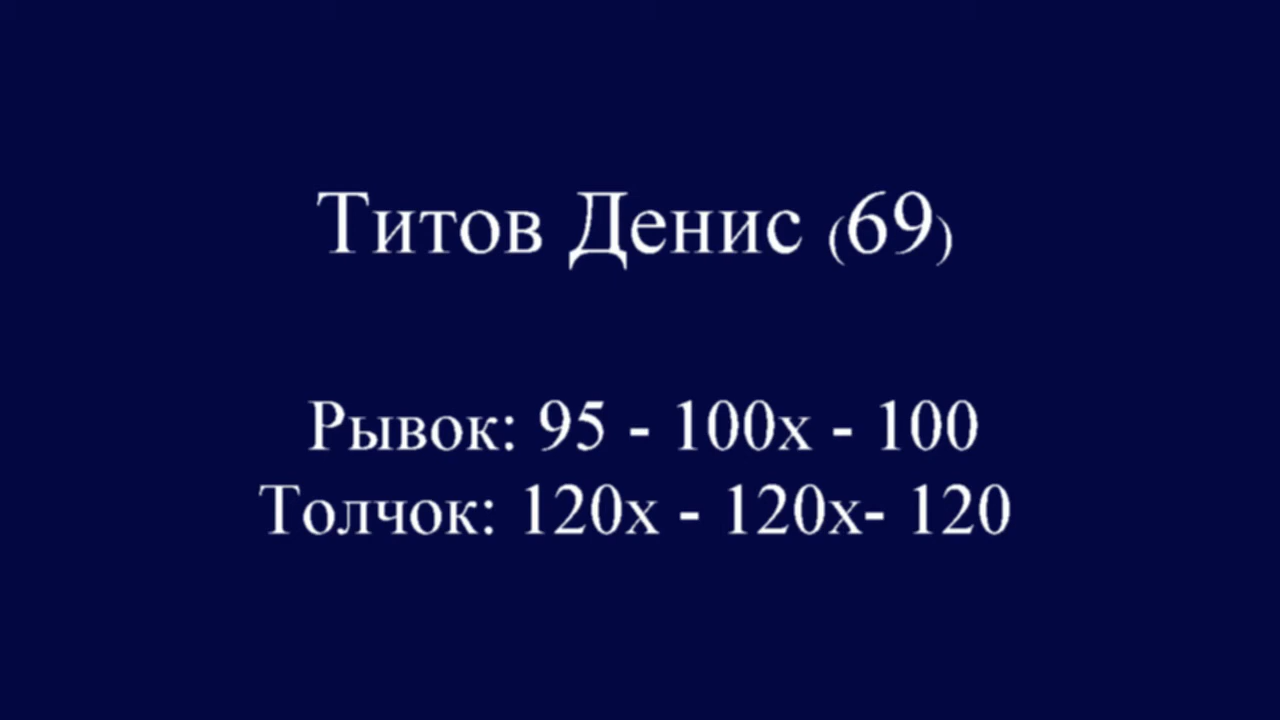 Титов Денис (69)
Рывок: 95 - 100х - 100
Толчок: 120х - 120х- 120